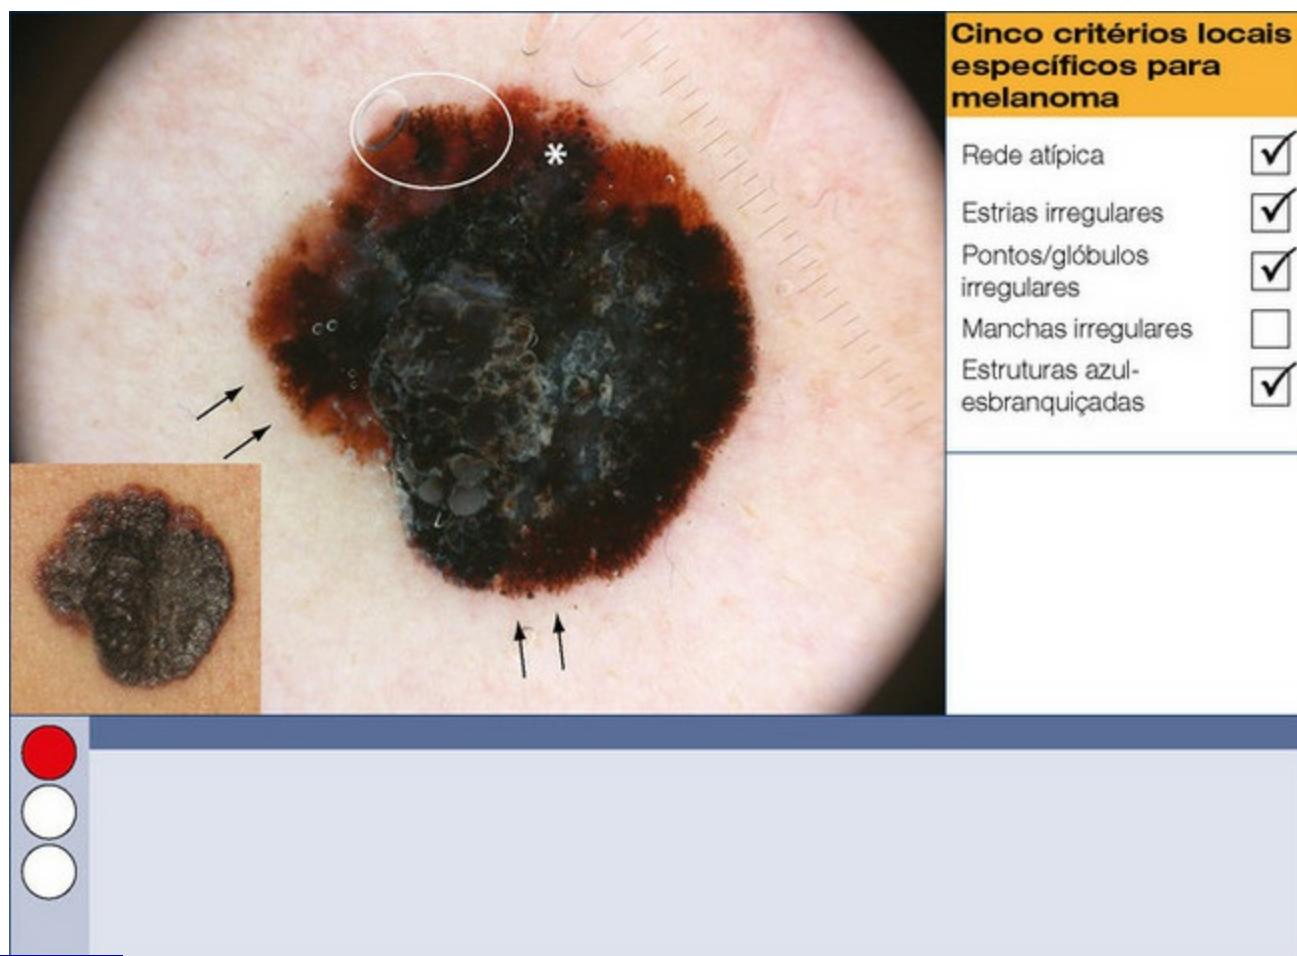 Cinco critérios locais
específicos para
melanoma
Rede atípica
Estrias irregulares
Pontos/glóbulos
irregulares
Manchas irregulares
Estruturas azul-
esbranquiçadas
*